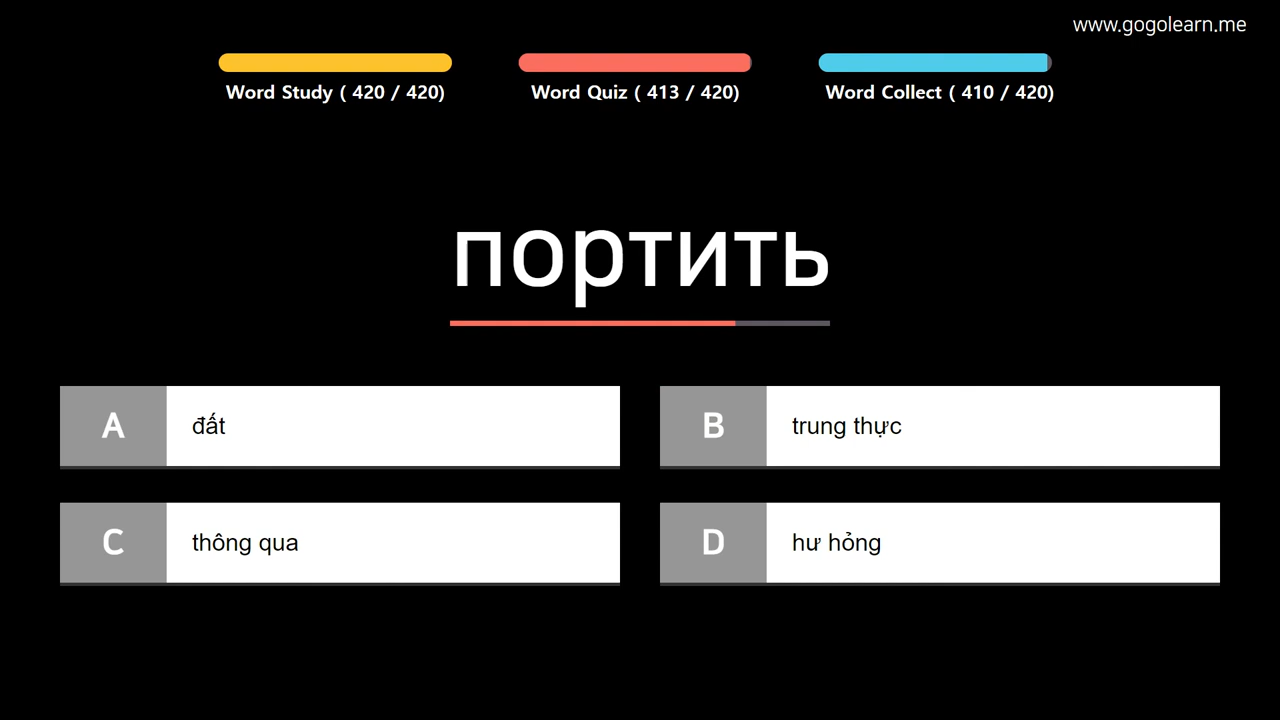 www.gogolearn.me
Word Study ( 420 / 420)
Word Quiz ( 413 / 420)
Word Collect ( 410 / 420)
портить
A đất
B trung thực
C thông qua
D hư hỏng